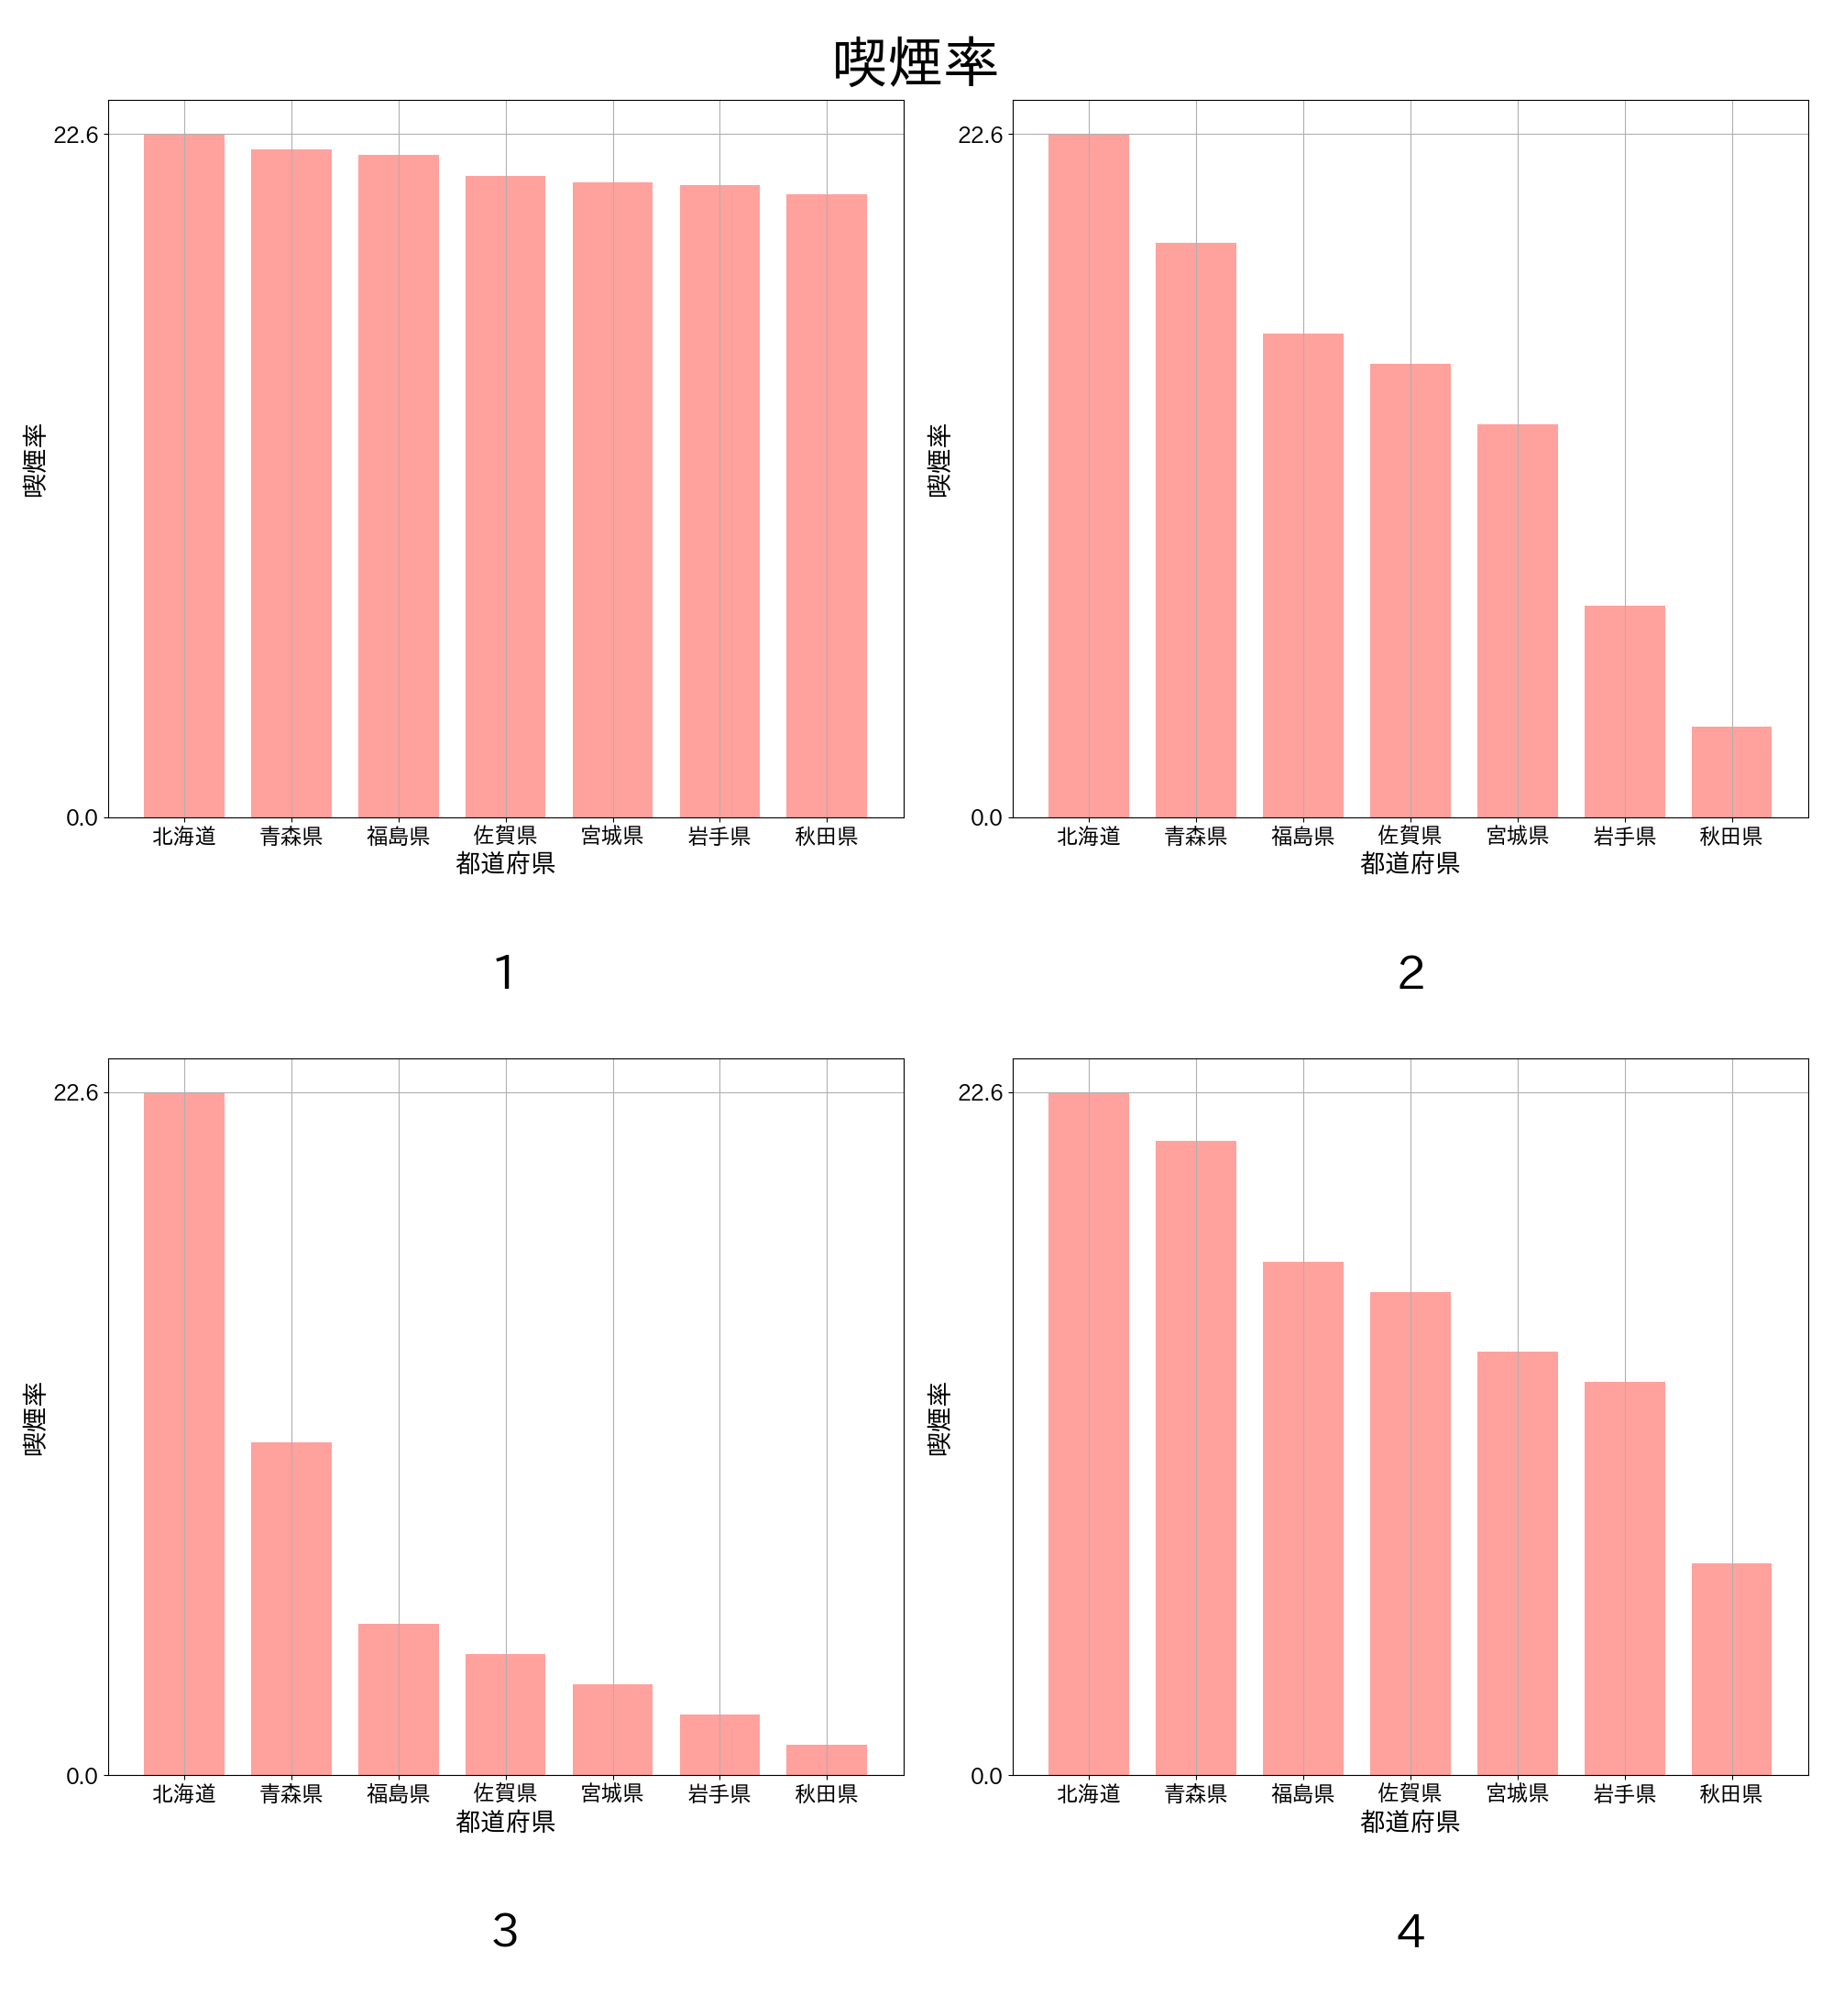 喫煙率
22.6
0.0
喫煙率
北海道 青森県 福島県 佐賀県 宮城県 岩手県 秋田県
都道府県
1
22.6
0.0
喫煙率
北海道 青森県 福島県 佐賀県 宮城県 岩手県 秋田県
都道府県
2
22.6
0.0
喫煙率
北海道 青森県 福島県 佐賀県 宮城県 岩手県 秋田県
都道府県
3
22.6
0.0
喫煙率
北海道 青森県 福島県 佐賀県 宮城県 岩手県 秋田県
都道府県
4